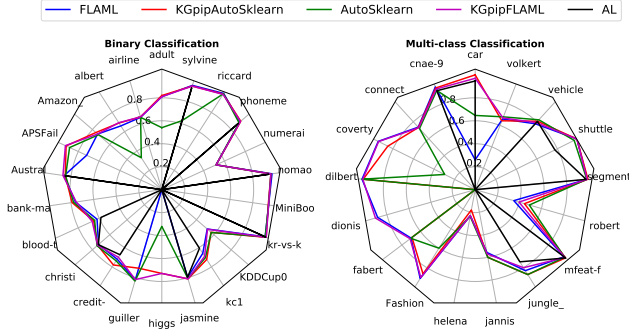 FLAML KGpipAutoSklearn AutoSklearn KGpipFLAML AL
Binary Classification
adult
airline
sylvine
albert
riccard
Amazon_
phoneme
APSFail
numerai
Austral
nomao
bank-ma
MiniBoo
blood-t
kr-vs-k
christi
KDDCup0
credit-
kc1
guiller
jasmine
higgs
0.8
0.6
0.4
0.2
Multi-class Classification
car
cnae-9
volkert
connect
vehicle
coverty
shuttle
dilbert
segment
dionis
robert
fabert
mfeat-f
Fashion
jungle_
helena
jannis
0.8
0.6
0.4
0.2